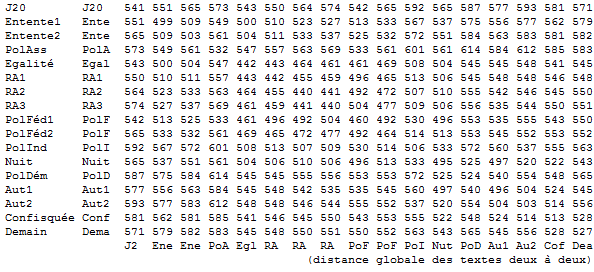 J20 J20 541 551 565 573 543 550 564 574 542 565 592 565 587 577 593 581 571
Entente1 Ente 551 499 509 549 500 510 523 527 513 537 567 537 575 556 577 562 579
Entente2 Ente 565 509 503 561 504 511 533 537 525 532 572 551 584 563 583 581 582
PolAss PolA 573 549 561 532 547 557 563 569 533 561 601 561 614 584 612 585 583
Egalité Egal 543 500 504 547 443 442 464 461 461 469 508 504 545 545 548 541 545
RA1 RA1 550 510 511 557 443 442 455 459 496 465 513 506 545 548 548 546 548
RA2 RA2 564 523 533 563 464 455 440 441 492 472 507 510 555 542 546 545 550
RA3 RA3 574 527 537 569 461 459 441 440 504 477 509 506 556 535 544 550 551
PolFéd1 PolF 542 513 525 533 461 496 492 504 460 492 530 496 553 535 555 543 550
PolFéd2 PolF 565 533 532 561 469 465 472 477 492 464 514 513 553 545 552 553 552
PolInd PolI 592 567 572 601 508 513 507 509 530 514 506 533 572 560 537 555 563
Nuit Nuit 565 537 551 561 504 506 510 506 496 513 533 495 525 497 520 522 543
PolDém PolD 587 575 584 614 545 545 555 556 553 553 572 525 524 540 554 548 565
Aut1 Aut1 577 556 563 584 545 548 542 535 535 545 560 497 540 496 504 524 545
Aut2 Aut2 593 577 583 612 548 548 546 544 555 552 537 520 554 504 503 514 556
Confisquée Conf 581 562 581 585 541 546 545 550 543 553 555 522 548 524 514 513 528
Demain Dema 571 579 582 583 545 548 550 551 550 552 563 543 565 545 556 528 527
J2 Ene Ene PoA Egl RA RA RA PoF PoF PoI Nut PoD Au1 Au2 Cof Dea
(distance globale des textes deux à deux)